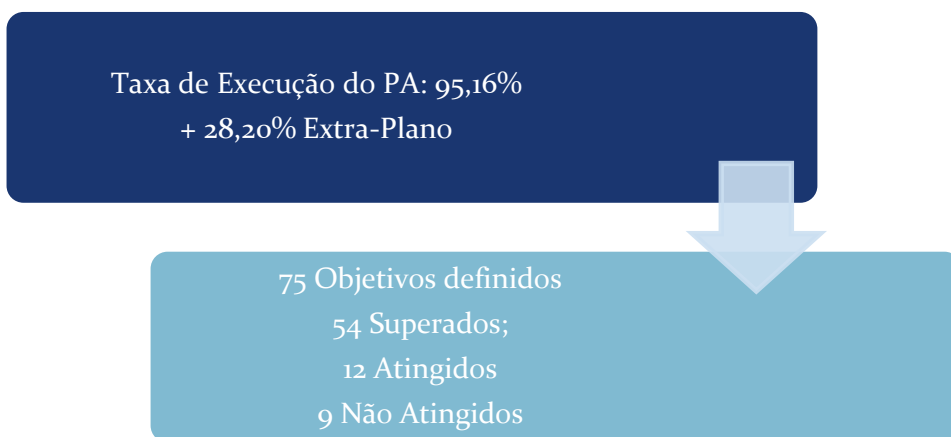 Taxa de Execução do PA: 95,16%
+ 28,20% Extra-Plano
75 Objetivos definidos
54 Superados;
12 Atingidos
9 Não Atingidos